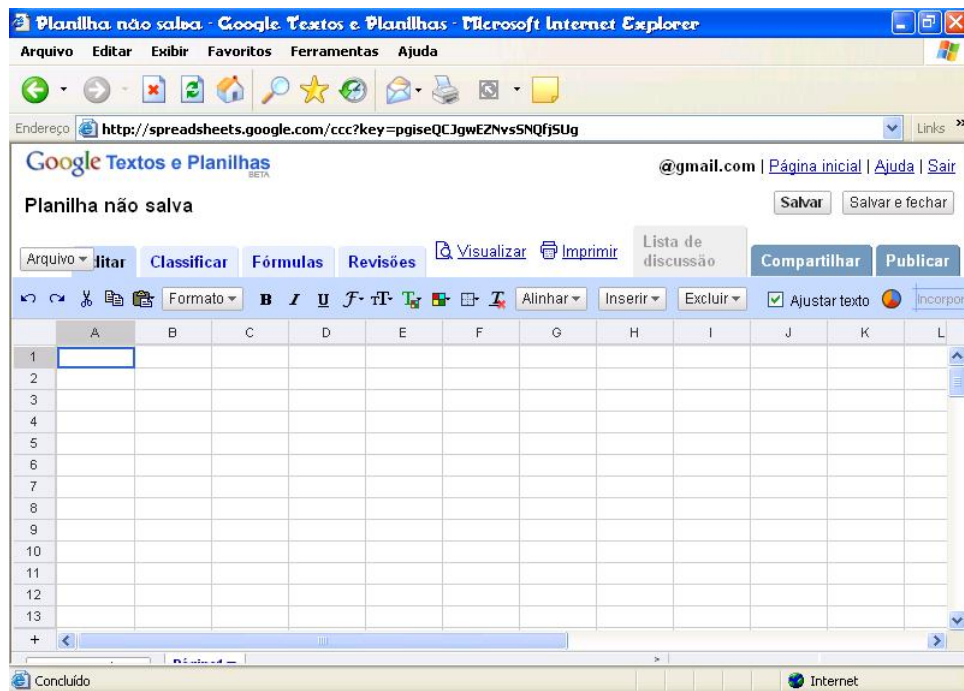 Planilha não salva - Google Textos e Planilhas - Microsoft Internet Explorer
Arquivo Editar Exibir Favoritos Ferramentas Ajuda
Endereço http://spreadsheets.google.com/ccc?key=pgiseQCJgwEZNvsSNQfjSUg Links »
Google Textos e Planilhas
BETA
@gmail.com | Página inicial | Ajuda | Sair
Planilha não salva Salvar Salvar e fechar
Arquivo ditar Classificar Fórmulas Revisões Visualizar Imprimir Lista de discussão Compartilhar Publicar
Formato B I U F T T T Alinhar Inserir Excluir Ajustar texto Incorpor
A B C D E F G H I J K L
1
2
3
4
5
6
7
8
9
10
11
12
13
+
Concluído Internet